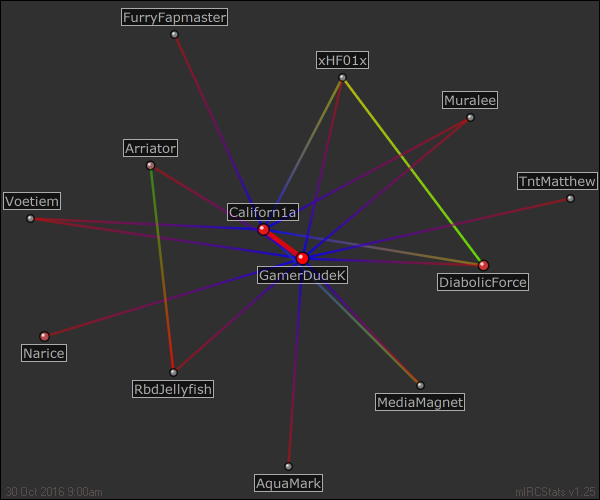 FurryFapmaster
xHF01x
Muralee
Arriator
TntMatthew
Voetiem
Californ1a
GamerDudeK
DiabolicForce
Narice
RbdJellyfish
MediaMagnet
AquaMark
30 Oct 2016 9:00am
mIRCStats v1.25